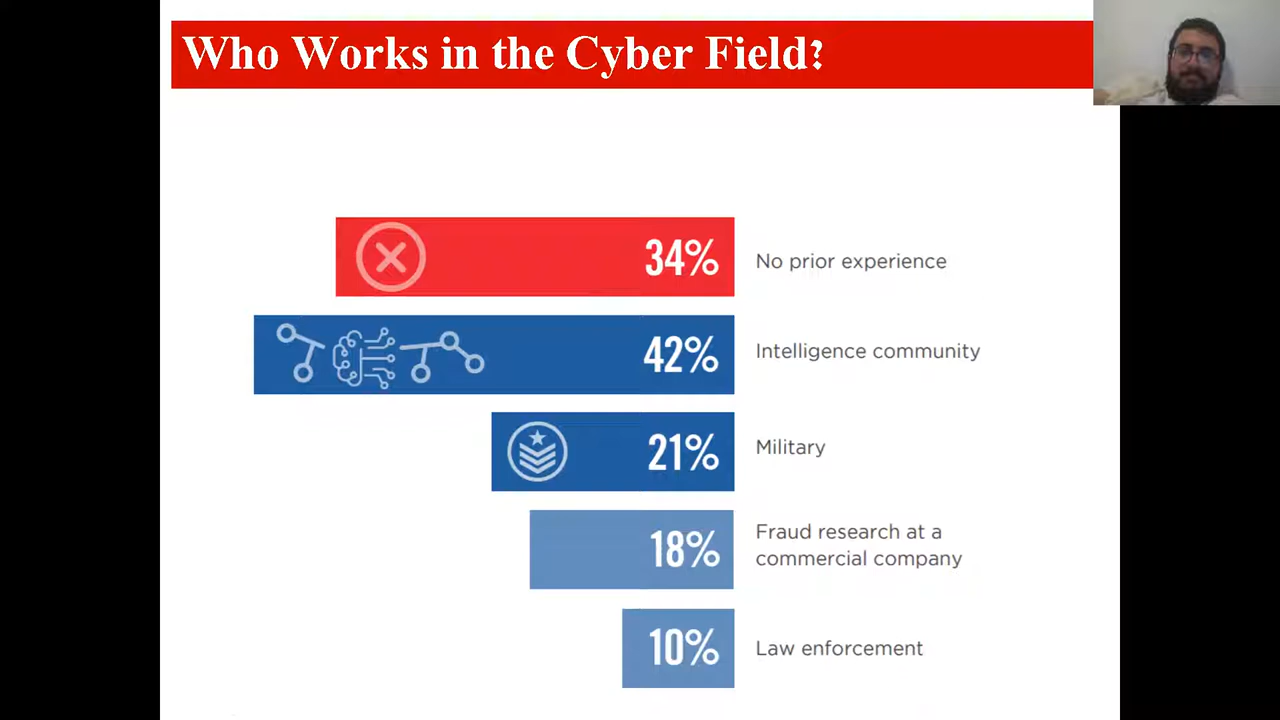 Who Works in the Cyber Field?
34%
No prior experience
42%
Intelligence community
21%
Military
18%
Fraud research at a
commercial company
10%
Law enforcement